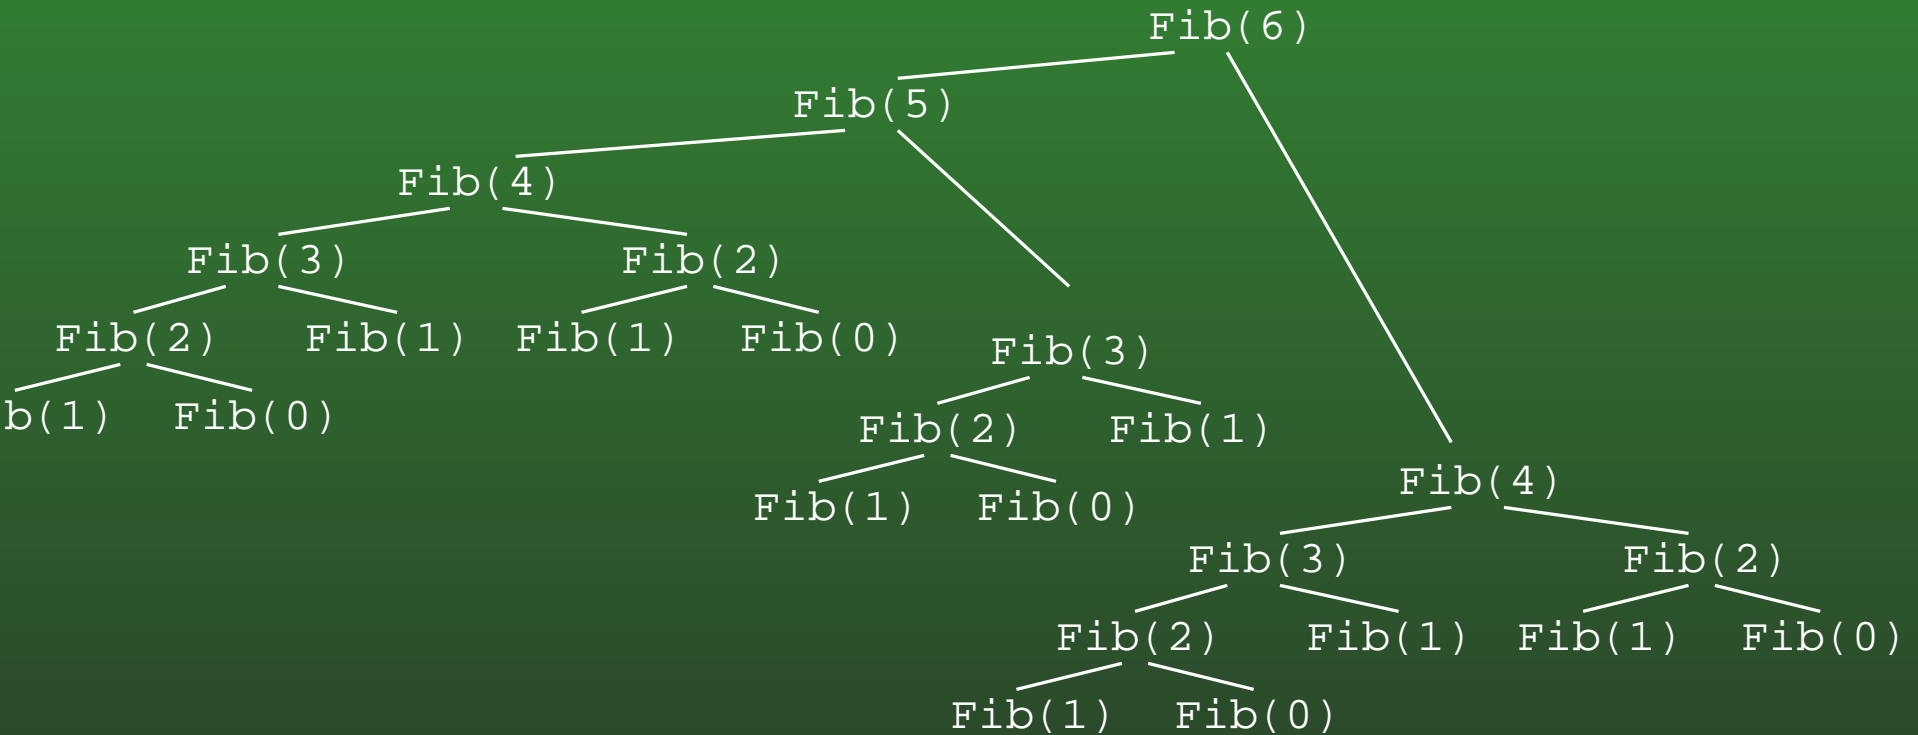 Fib(6)
Fib(5)
Fib(4)
Fib(3) Fib(2)
Fib(2) Fib(1) Fib(1) Fib(0)
Fib(3)
b(1) Fib(0)
Fib(2) Fib(1)
Fib(4)
Fib(1) Fib(0)
Fib(3) Fib(2)
Fib(2) Fib(1) Fib(1) Fib(0)
Fib(1) Fib(0)